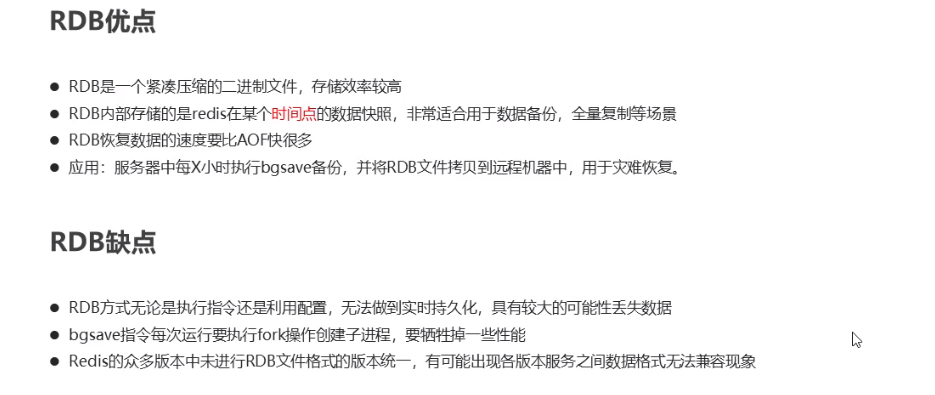 RDB优点
● RDB是一个紧凑压缩的二进制文件，存储效率较高
● RDB内部存储的是redis在某个时间点的数据快照，非常适合用于数据备份，全量复制等场景
● RDB恢复数据的速度要比AOF快很多
● 应用：服务器中每X小时执行bgsave备份，并将RDB文件拷贝到远程机器中，用于灾难恢复。
RDB缺点
● RDB方式无论是执行指令还是利用配置，无法做到实时持久化，具有较大的可能性丢失数据
● bgsave指令每次运行要执行fork操作创建子进程，要牺牲掉一些性能
● Redis的众多版本中未进行RDB文件格式的版本统一，有可能出现各版本服务之间数据格式无法兼容现象